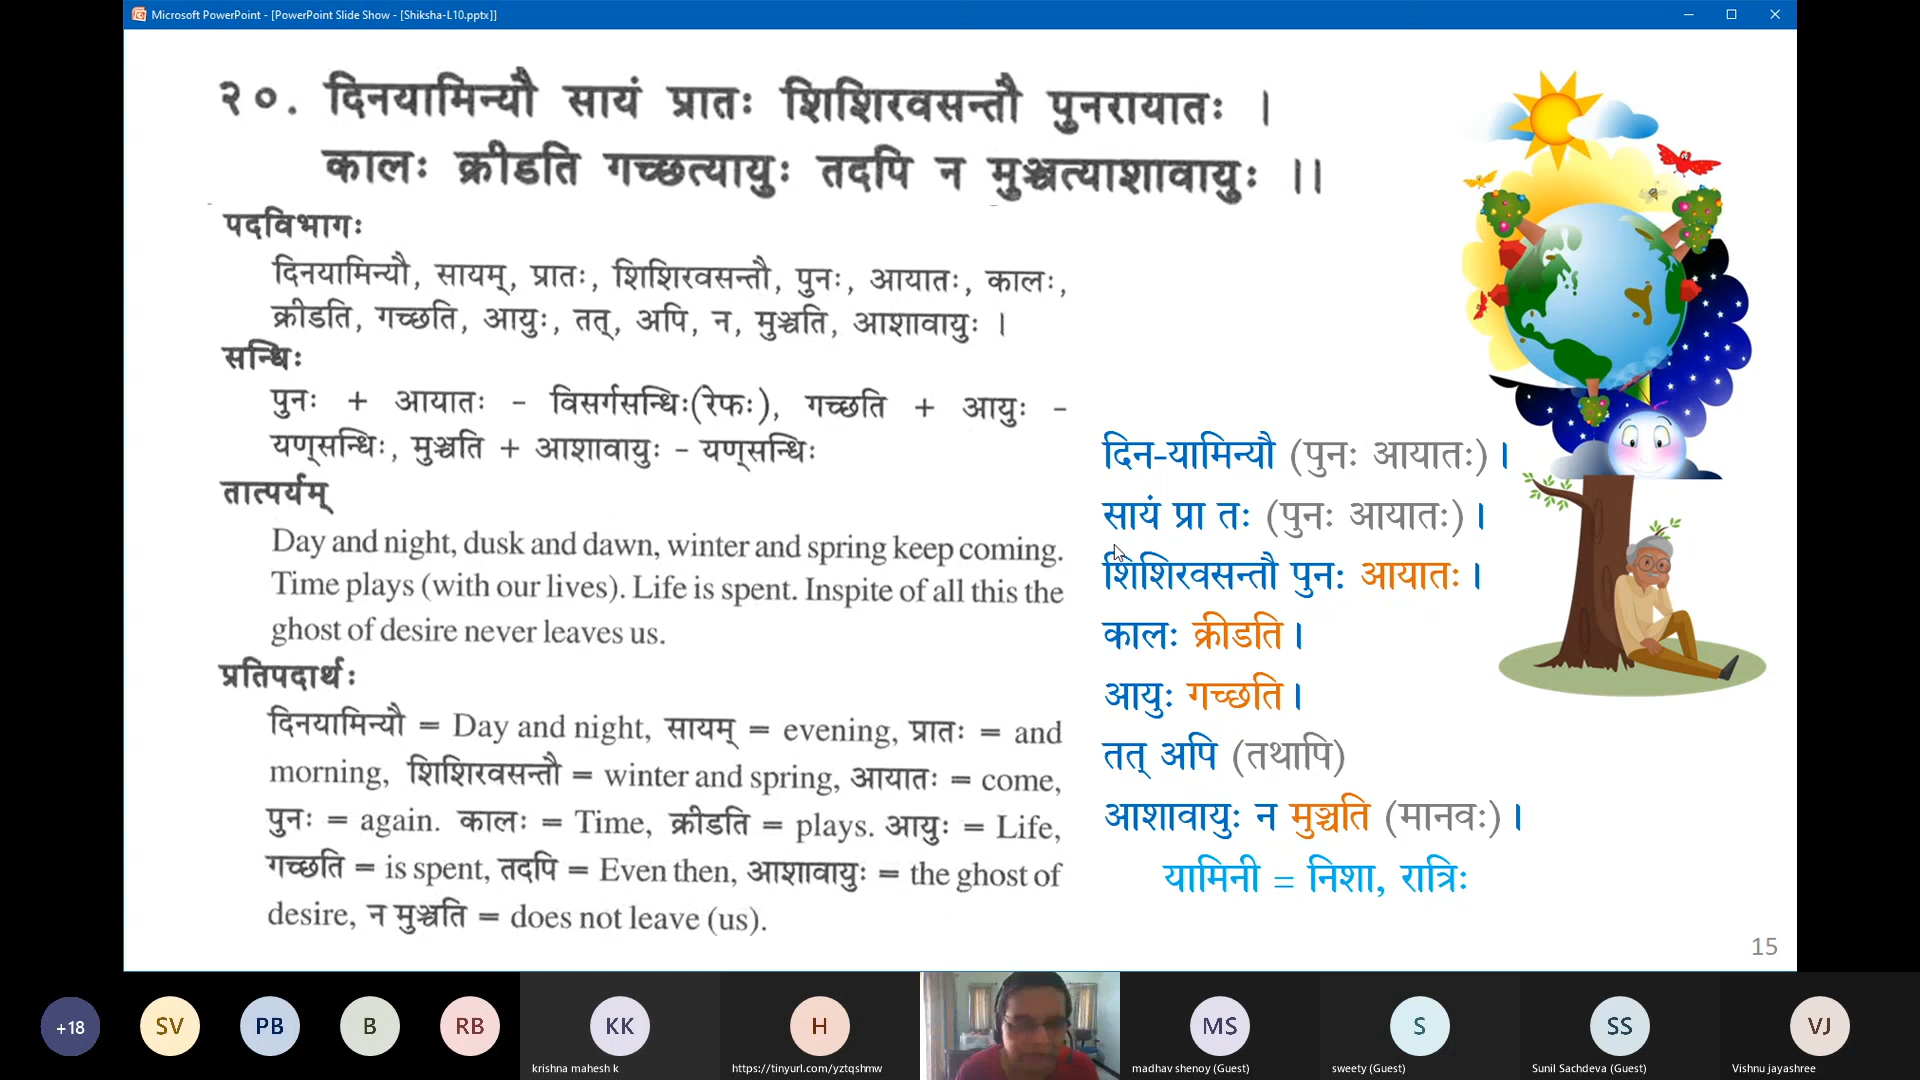 Microsoft PowerPoint - [PowerPoint Slide Show - [Shiksha-L10.pptx]]
२०. दिनयामिन्यौ सायं प्रातः शिशिरवसन्तौ पुनरायातः ।
कालः क्रीडति गच्छत्यायुः तदपि न मुञ्चत्याशावायुः ।।
पदविभागः
दिनयामिन्यौ, सायम्, प्रातः, शिशिरवसन्तौ, पुनः, आयातः, कालः,
क्रीडति, गच्छति, आयुः, तत्, अपि, न, मुञ्चति, आशावायुः ।
सन्धिः
पुनः + आयातः - विसर्गसन्धिः(रेफः), गच्छति + आयुः -
यण्सन्धिः, मुञ्चति + आशावायुः - यण्सन्धिः
तात्पर्यम्
Day and night, dusk and dawn, winter and spring keep coming.
Time plays (with our lives). Life is spent. Inspite of all this the
ghost of desire never leaves us.
प्रतिपदार्थः
दिनयामिन्यौ = Day and night, सायम् = evening, प्रातः = and
morning, शिशिरवसन्तौ = winter and spring, आयातः = come,
पुनः = again. कालः = Time, क्रीडति = plays. आयुः = Life,
गच्छति = is spent, तदपि = Even then, आशावायुः = the ghost of
desire, न मुञ्चति = does not leave (us).
दिन-यामिन्यौ (पुनः आयातः) ।
सायं प्रा तः (पुनः आयातः) ।
शिशिरवसन्तौ पुन: आयातः ।
कालः क्रीडति ।
आयुः गच्छति ।
तत् अपि (तथापि)
आशावायुः न मुञ्चति (मानवः) ।
यामिनी = निशा, रात्रिः
15
+18
SV
PB
B
RB
KK
H
MS
S
SS
VJ
krishna mahesh k
https://tinyurl.com/yztqshmw
madhav shenoy (Guest)
sweety (Guest)
Sunil Sachdeva (Guest)
Vishnu jayashree